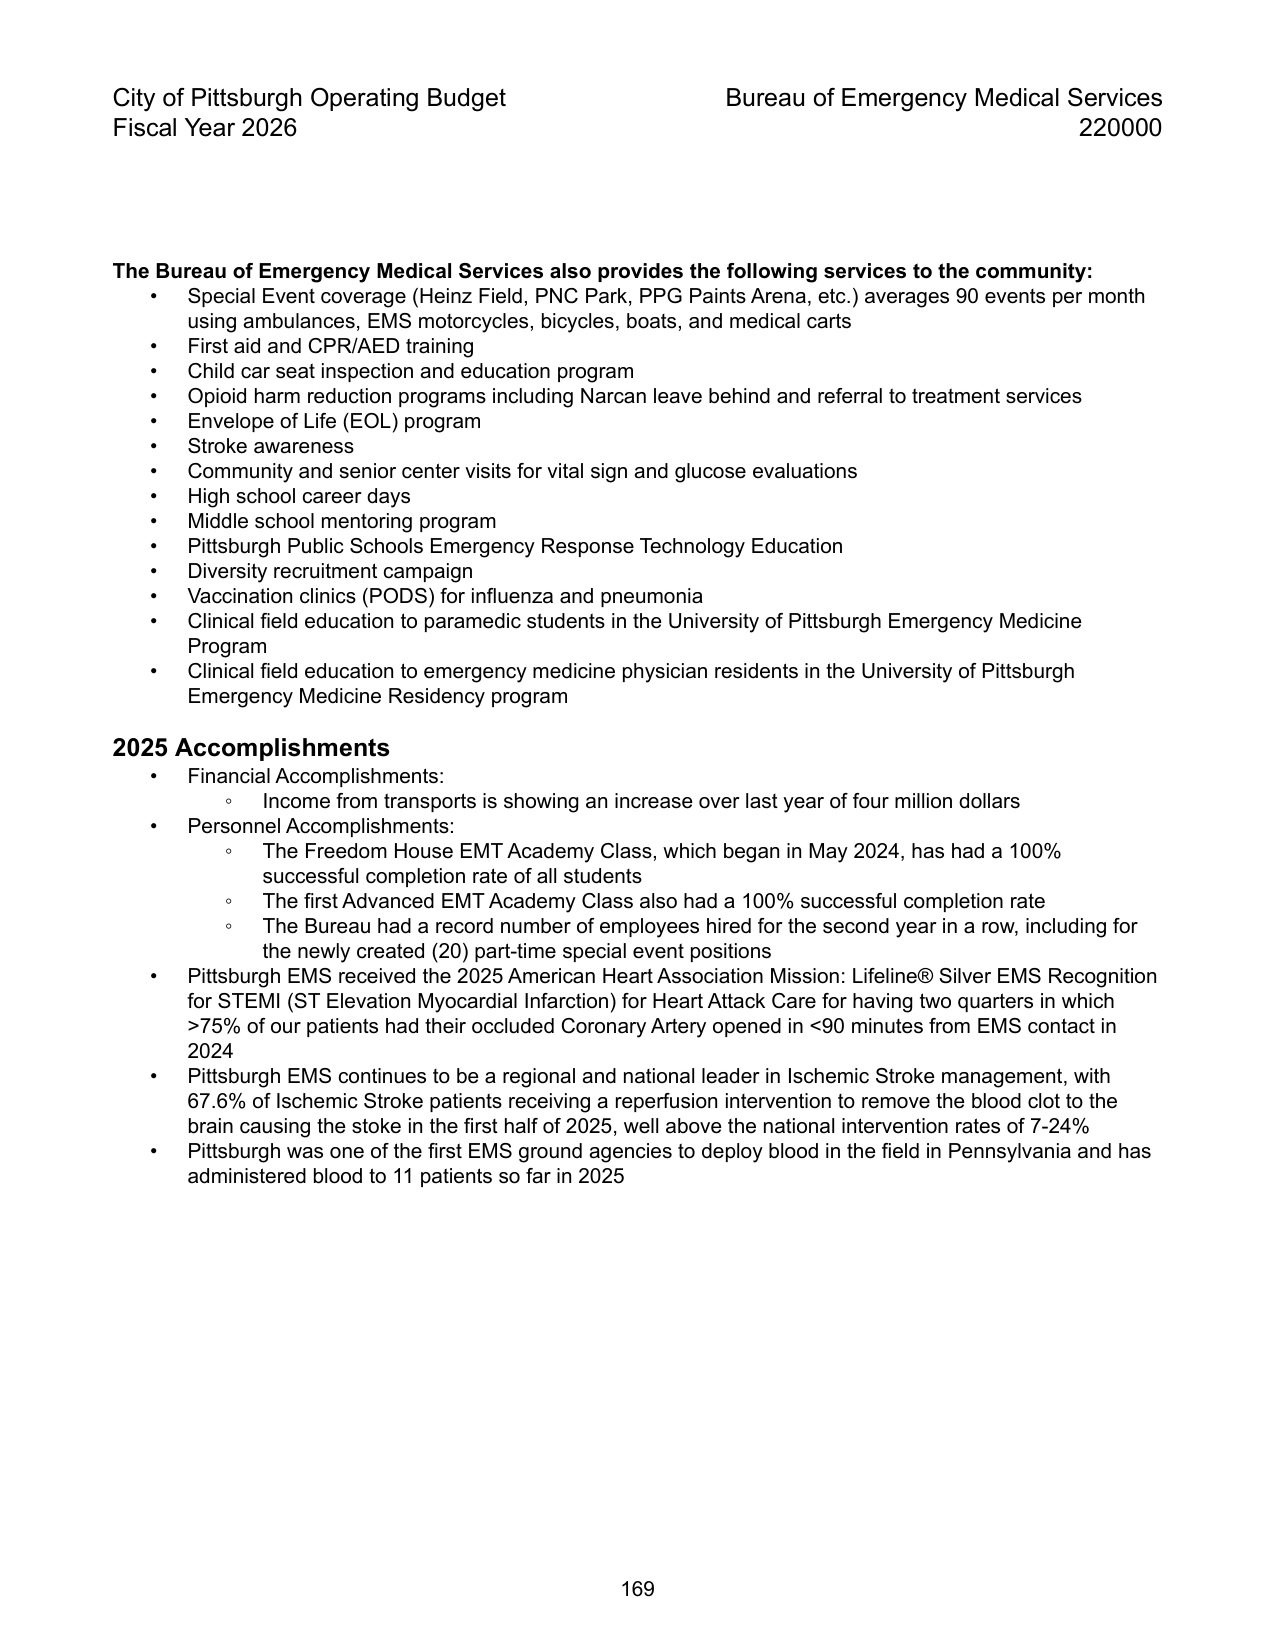 City of Pittsburgh Operating Budget
Fiscal Year 2026
Bureau of Emergency Medical Services
220000
The Bureau of Emergency Medical Services also provides the following services to the community:
• Special Event coverage (Heinz Field, PNC Park, PPG Paints Arena, etc.) averages 90 events per month
using ambulances, EMS motorcycles, bicycles, boats, and medical carts
• First aid and CPR/AED training
• Child car seat inspection and education program
• Opioid harm reduction programs including Narcan leave behind and referral to treatment services
• Envelope of Life (EOL) program
• Stroke awareness
• Community and senior center visits for vital sign and glucose evaluations
• High school career days
• Middle school mentoring program
• Pittsburgh Public Schools Emergency Response Technology Education
• Diversity recruitment campaign
• Vaccination clinics (PODS) for influenza and pneumonia
• Clinical field education to paramedic students in the University of Pittsburgh Emergency Medicine
Program
• Clinical field education to emergency medicine physician residents in the University of Pittsburgh
Emergency Medicine Residency program
2025 Accomplishments
• Financial Accomplishments:
◦ Income from transports is showing an increase over last year of four million dollars
• Personnel Accomplishments:
◦ The Freedom House EMT Academy Class, which began in May 2024, has had a 100%
successful completion rate of all students
◦ The first Advanced EMT Academy Class also had a 100% successful completion rate
◦ The Bureau had a record number of employees hired for the second year in a row, including for
the newly created (20) part-time special event positions
• Pittsburgh EMS received the 2025 American Heart Association Mission: Lifeline® Silver EMS Recognition
for STEMI (ST Elevation Myocardial Infarction) for Heart Attack Care for having two quarters in which
>75% of our patients had their occluded Coronary Artery opened in <90 minutes from EMS contact in
2024
• Pittsburgh EMS continues to be a regional and national leader in Ischemic Stroke management, with
67.6% of Ischemic Stroke patients receiving a reperfusion intervention to remove the blood clot to the
brain causing the stoke in the first half of 2025, well above the national intervention rates of 7-24%
• Pittsburgh was one of the first EMS ground agencies to deploy blood in the field in Pennsylvania and has
administered blood to 11 patients so far in 2025
169